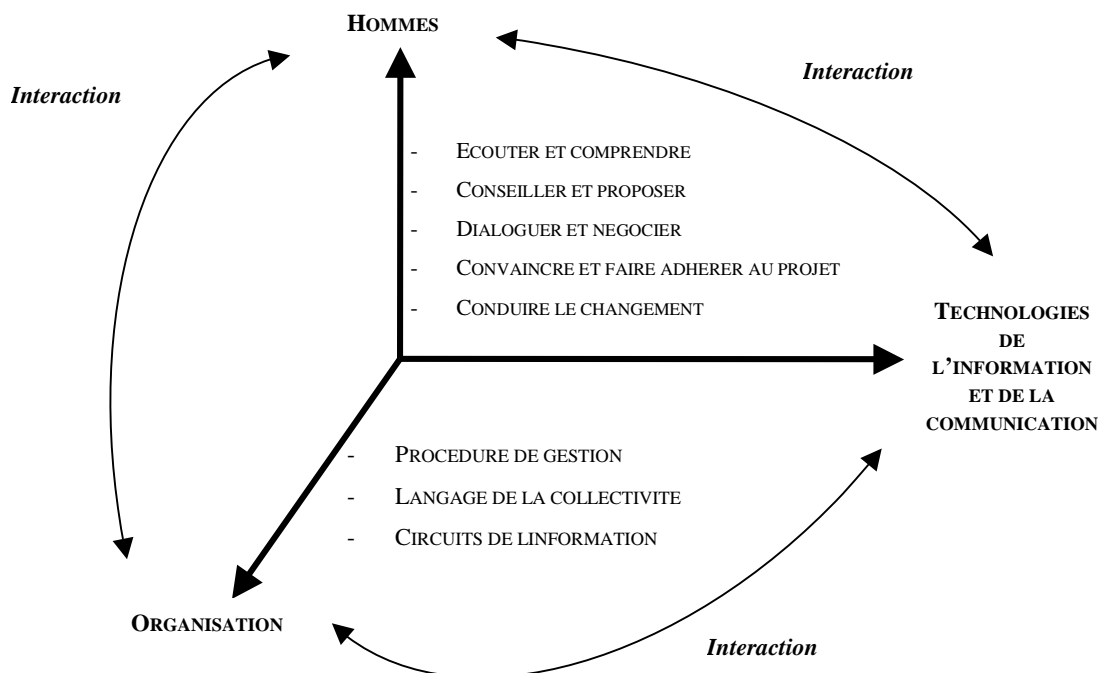 HOMMES
Interaction
Interaction
- ECOUTER ET COMPRENDRE
- CONSEILLER ET PROPOSER
- DIALOGUER ET NEGOCIER
- CONVAINCRE ET FAIRE ADHERER AU PROJET
- CONDUIRE LE CHANGEMENT
TECHNOLOGIES
DE
L’INFORMATION
ET DE LA
COMMUNICATION
- PROCEDURE DE GESTION
- LANGAGE DE LA COLLECTIVITE
- CIRCUITS DE LINFORMATION
ORGANISATION
Interaction